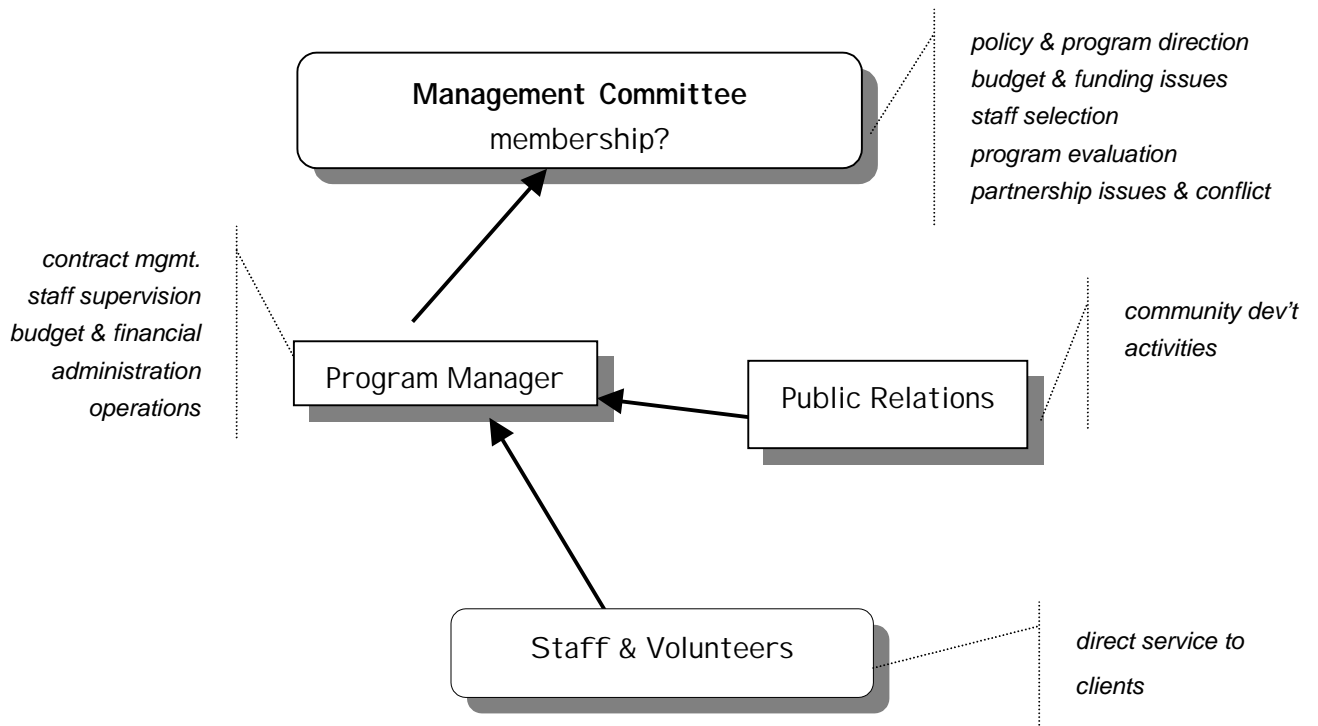 Management Committee
membership?
policy & program direction
budget & funding issues
staff selection
program evaluation
partnership issues & conflict
contract mgmt.
staff supervision
budget & financial
administration
operations
Program Manager
Public Relations
community dev't
activities
Staff & Volunteers
direct service to
clients